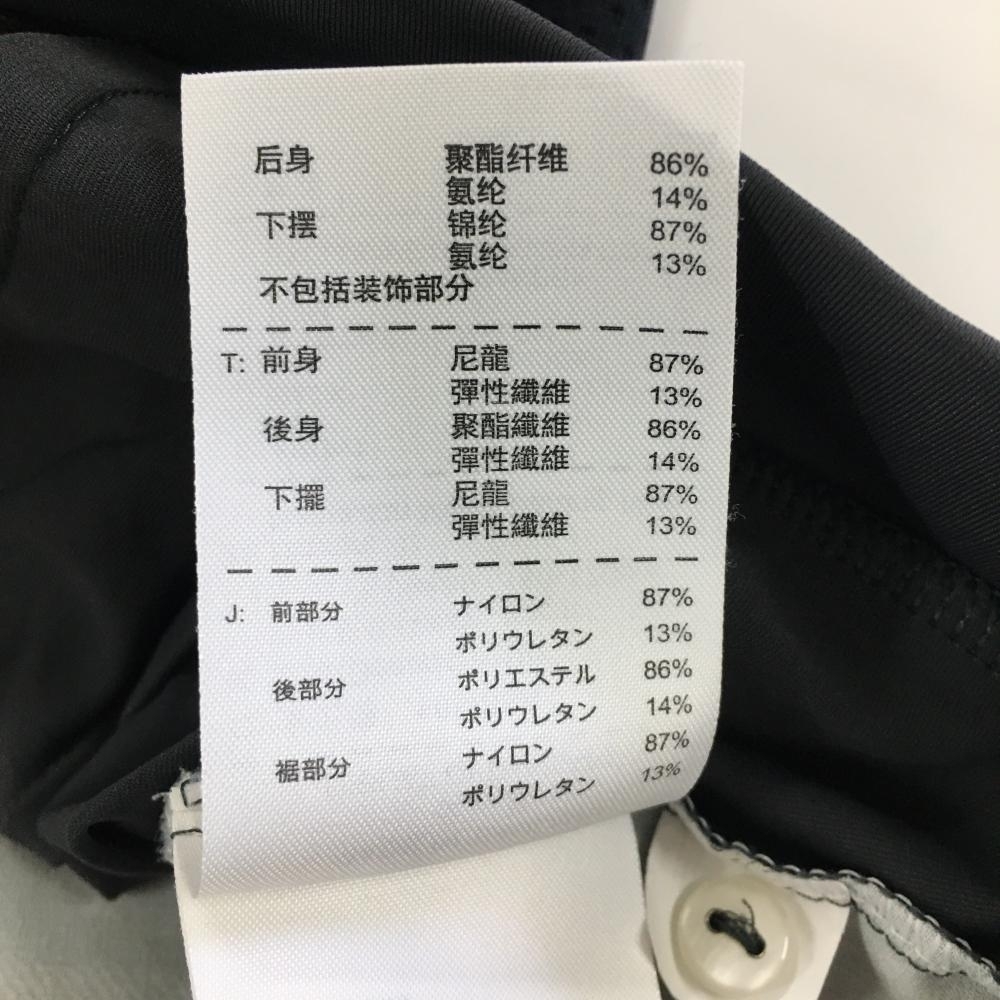 后身 聚酯纤维 86%
氨纶 14%
下摆 锦纶 87%
氨纶 13%
不包括装饰部分
T: 前身 尼龍 87%
彈性纖維 13%
後身 聚酯纖維 86%
彈性纖維 14%
下擺 尼龍 87%
彈性纖維 13%
J: 前部分 ナイロン 87%
ポリウレタン 13%
後部分 ポリエステル 86%
ポリウレタン 14%
裾部分 ナイロン 87%
ポリウレタン 13%